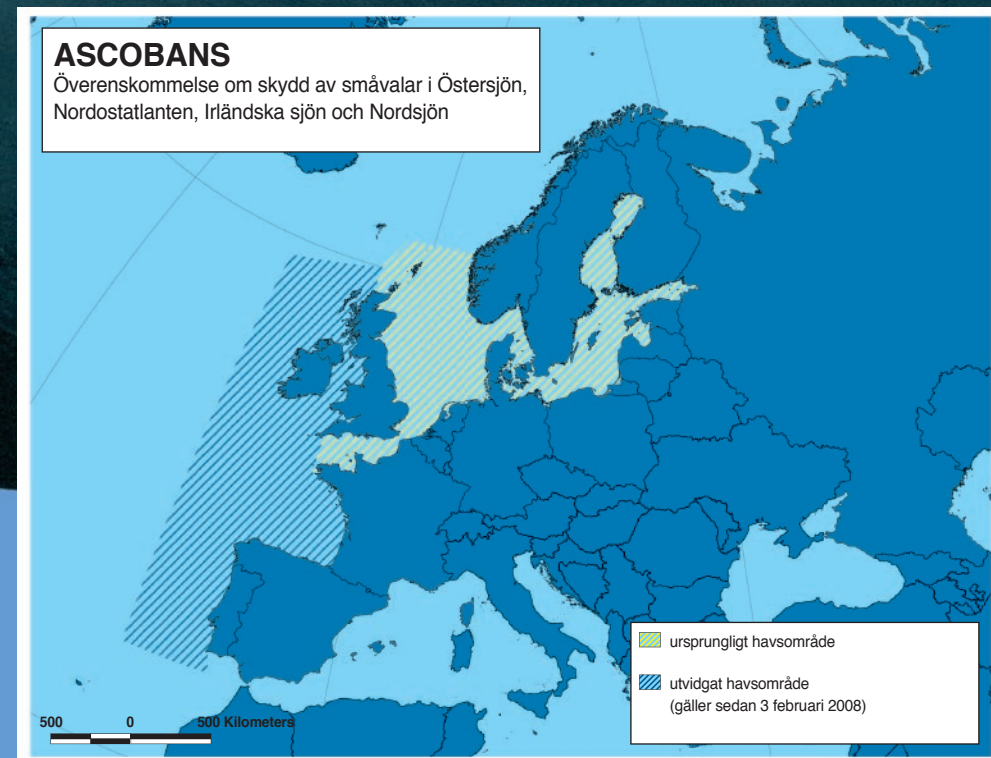 ASCOBANS
Överenskommelse om skydd av småvalar i Östersjön,
Nordostatlanten, Irländska sjön och Nordsjön
ursprungligt havsområde
utvidgat havsområde
(gäller sedan 3 februari 2008)
500 0 500 Kilometers